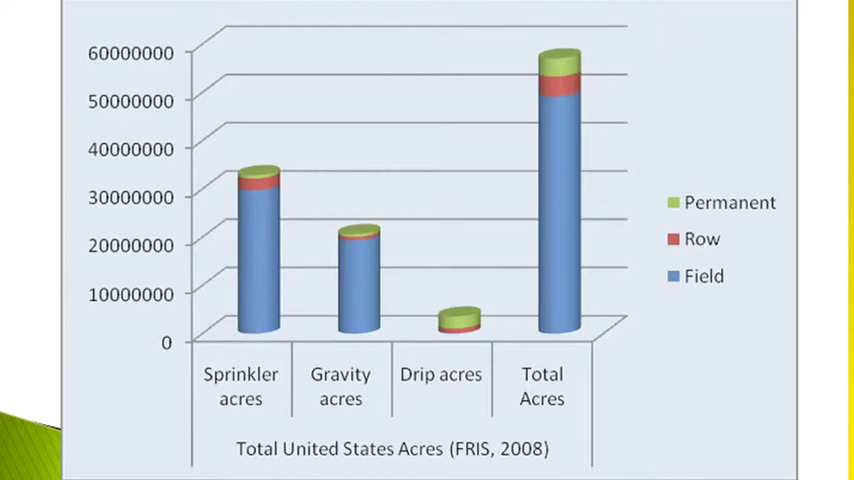 60000000
50000000
40000000
30000000
20000000
10000000
0
Sprinkler acres
Gravity acres
Drip acres
Total Acres
Total United States Acres (FRIS, 2008)
Permanent
Row
Field